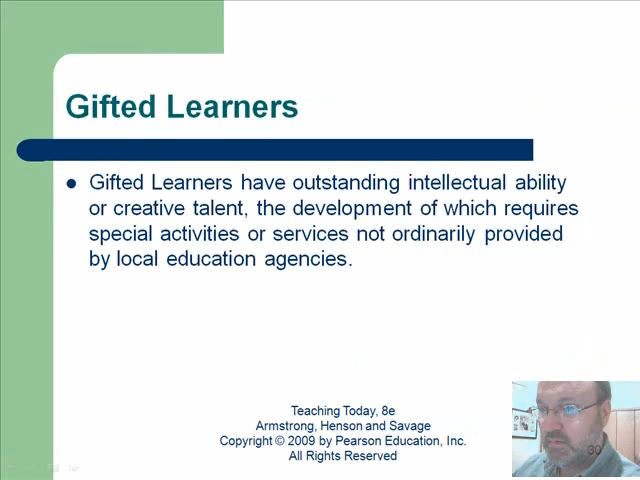 Gifted Learners
Gifted Learners have outstanding intellectual ability
or creative talent, the development of which requires
special activities or services not ordinarily provided
by local education agencies.
Teaching Today, 8e
Armstrong, Henson and Savage
Copyright © 2009 by Pearson Education, Inc.
All Rights Reserved
30